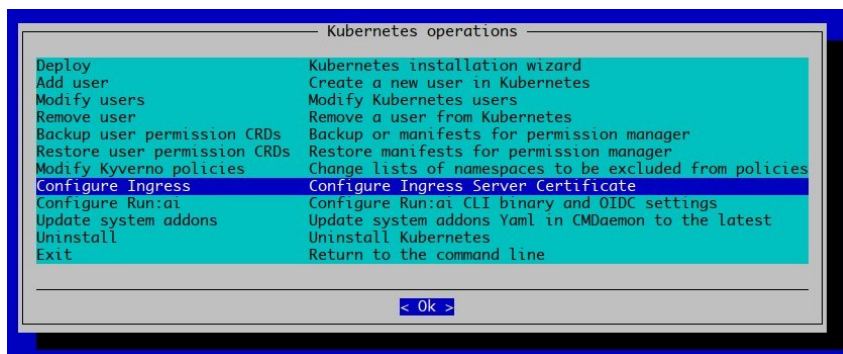 Kubernetes operations
Deploy Kubernetes installation wizard
Add user Create a new user in Kubernetes
Modify users Modify Kubernetes users
Remove user Remove a user from Kubernetes
Backup user permission CRDs Backup or manifests for permission manager
Restore user permission CRDs Restore manifests for permission manager
Modify Kyverno policies Change lists of namespaces to be excluded from policies
Configure Ingress Configure Ingress Server Certificate
Configure Run:ai Configure Run:ai CLI binary and OIDC settings
Update system addons Update system addons Yaml in CMDaemon to the latest
Uninstall Uninstall Kubernetes
Exit Return to the command line
< Ok >